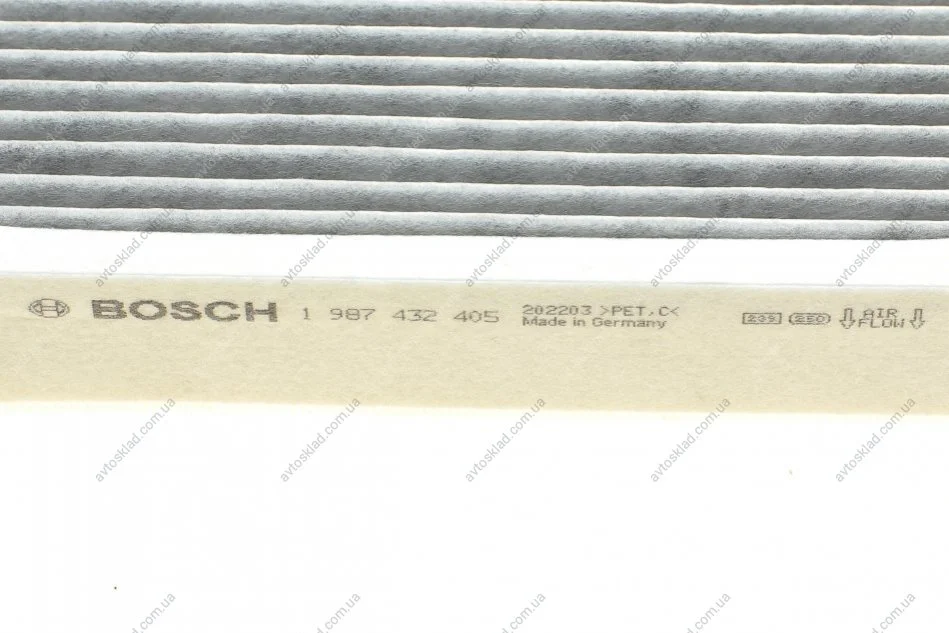 BOSCH 1 987 432 405
202203 >PET,C<
Made in Germany
AIR
FLOW
avtosklad.com.ua